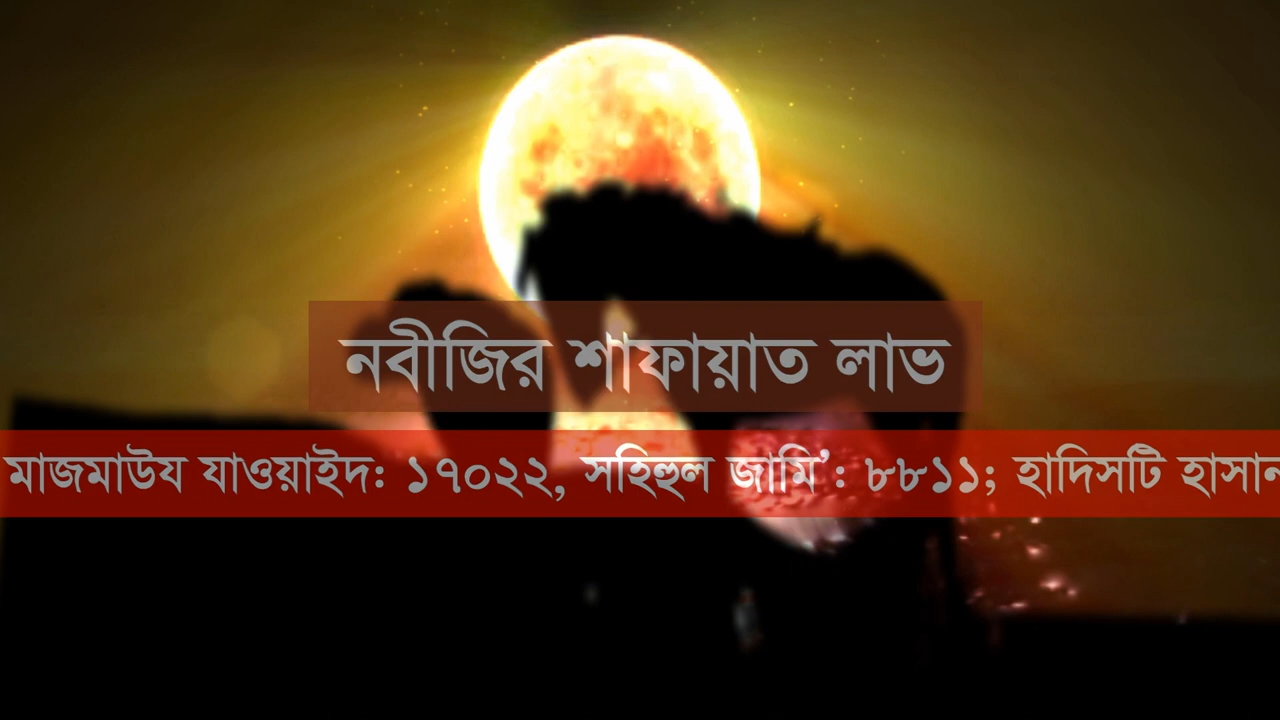 নবীজির শাফায়াত লাভ
মাজমাউয যাওয়াইদ: ১৭০২২, সহিহুল জামি’: ৮৮১১; হাদিসটি হাসান